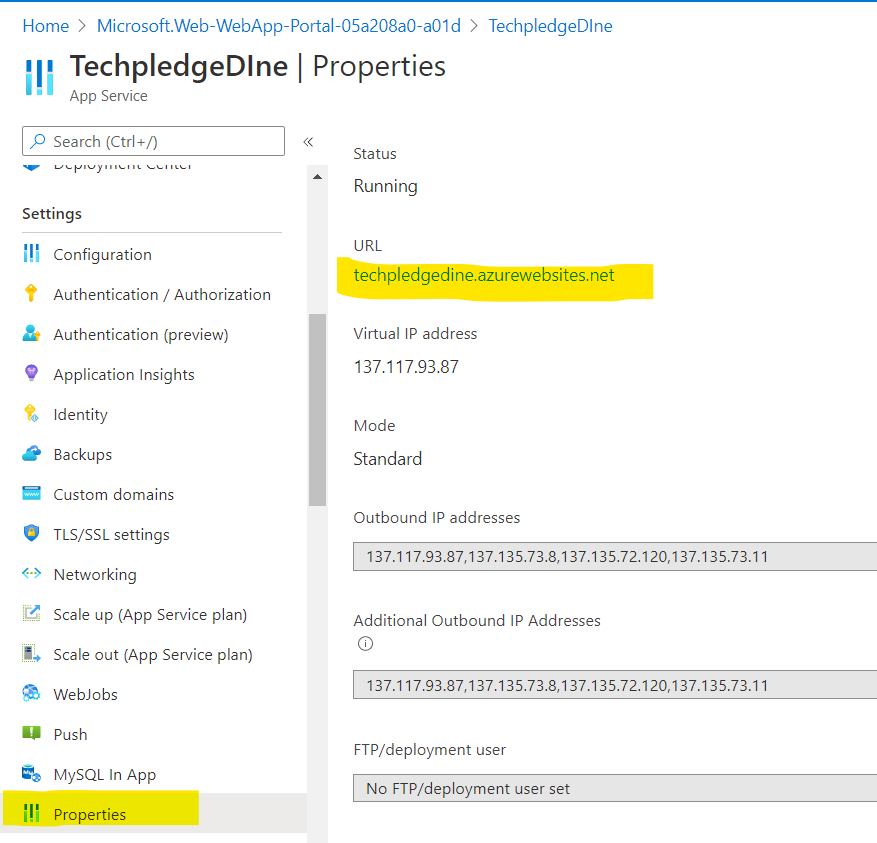 Home > Microsoft.Web-WebApp-Portal-05a208a0-a01d > TechpledgeDIne
TechpledgeDIne | Properties
App Service
Search (Ctrl+/)
«
Deployment Center
Settings
Configuration
Authentication / Authorization
Authentication (preview)
Application Insights
Identity
Backups
Custom domains
TLS/SSL settings
Networking
Scale up (App Service plan)
Scale out (App Service plan)
WebJobs
Push
MySQL In App
Properties
Status
Running
URL
techpledgedine.azurewebsites.net
Virtual IP address
137.117.93.87
Mode
Standard
Outbound IP addresses
137.117.93.87,137.135.73.8,137.135.72.120,137.135.73.11
Additional Outbound IP Addresses
137.117.93.87,137.135.73.8,137.135.72.120,137.135.73.11
FTP/deployment user
No FTP/deployment user set